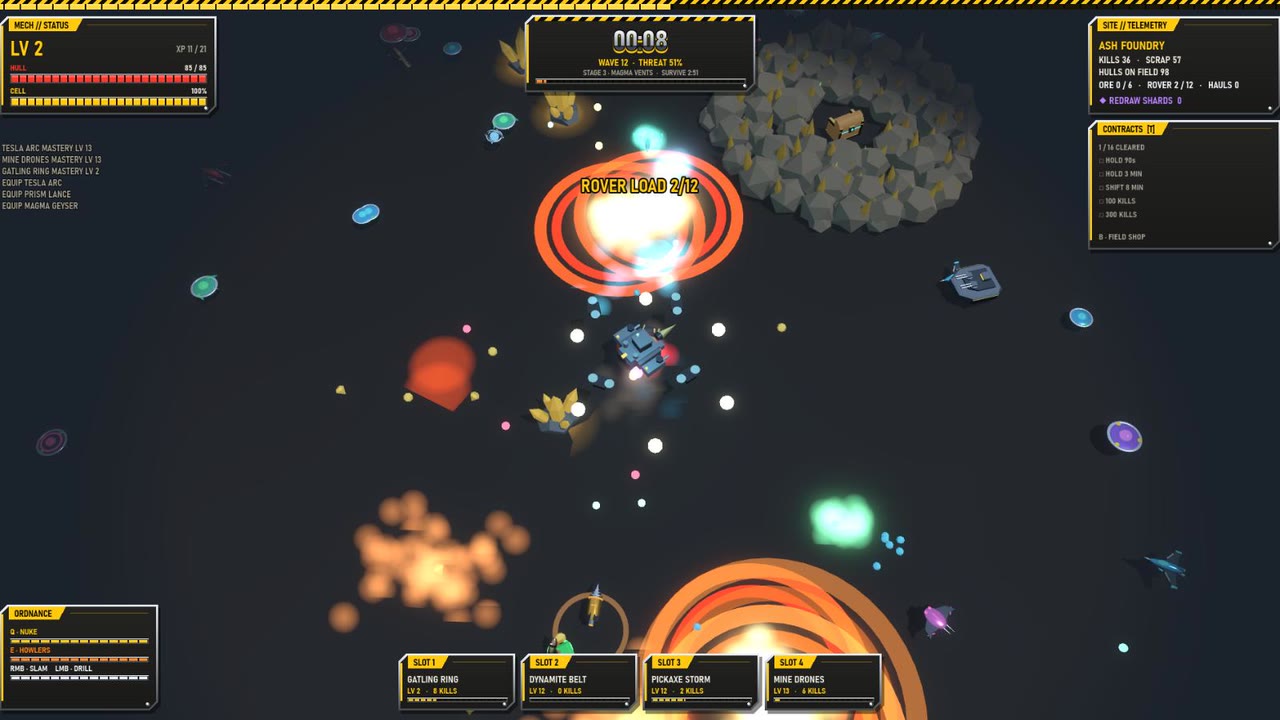 MECH // STATUS
LV 2
XP 11 / 21
HULL
85 / 85
CELL
100%
TESLA ARC MASTERY LV 13
MINE DRONES MASTERY LV 13
GATLING RING MASTERY LV 2
EQUIP TESLA ARC
EQUIP PRISM LANCE
EQUIP MAGMA GEYSER
00:08
WAVE 12 · THREAT 51%
STAGE 3 · MAGMA VENTS · SURVIVE 2:51
SITE // TELEMETRY
ASH FOUNDRY
KILLS 36 · SCRAP 57
HULLS ON FIELD 98
ORE 0 / 6 · ROVER 2 / 12 · HAULS 0
◆ REDRAW SHARDS 0
CONTRACTS [T]
1 / 16 CLEARED
□ HOLD 90s
□ HOLD 3 MIN
□ SHIFT 8 MIN
□ 100 KILLS
□ 300 KILLS
B · FIELD SHOP
ROVER LOAD 2/12
ORDNANCE
Q · NUKE
E · HOWLERS
RMB · SLAM LMB · DRILL
SLOT 1
GATLING RING
LV 2 · 8 KILLS
SLOT 2
DYNAMITE BELT
LV 12 · 0 KILLS
SLOT 3
PICKAXE STORM
LV 12 · 2 KILLS
SLOT 4
MINE DRONES
LV 13 · 6 KILLS